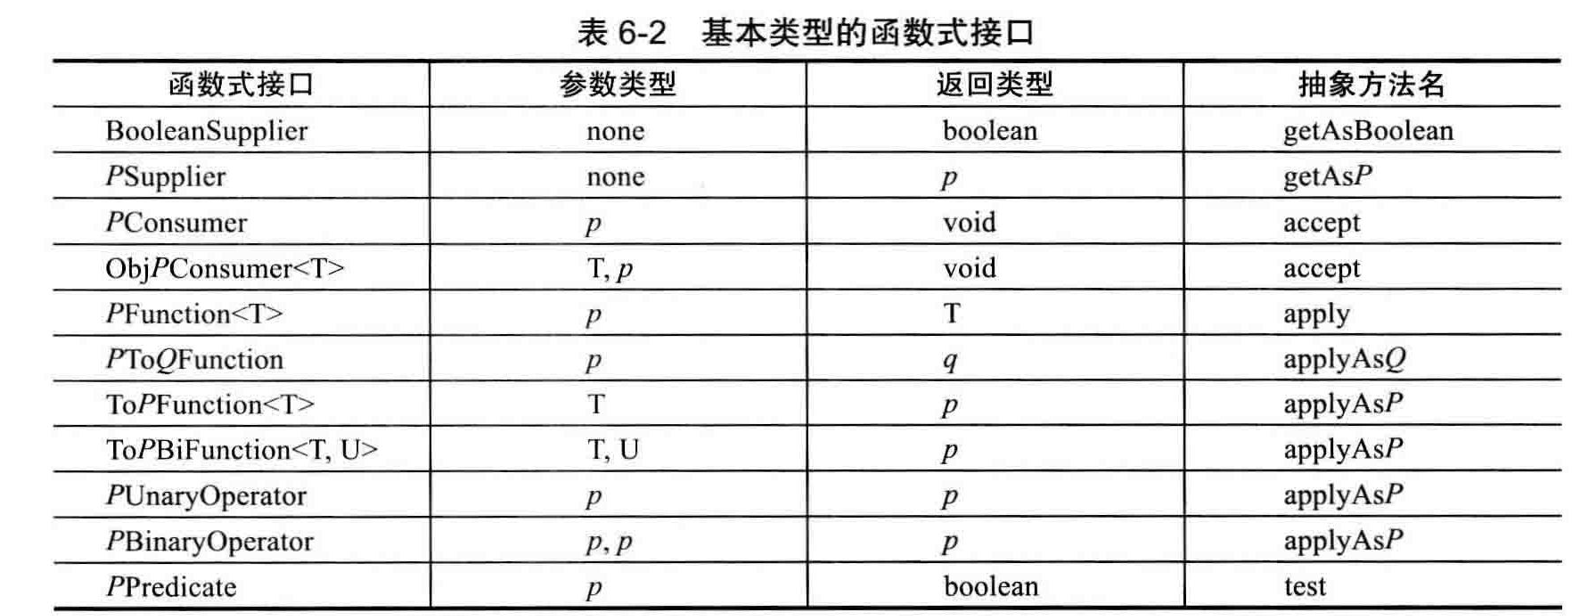 表 6-2 基本类型的函数式接口
函数式接口 参数类型 返回类型 抽象方法名
BooleanSupplier none boolean getAsBoolean
PSupplier none p getAsP
PConsumer p void accept
ObjPConsumer<T> T, p void accept
PFunction<T> p T apply
PToQFunction p q applyAsQ
ToPFunction<T> T p applyAsP
ToPBiFunction<T, U> T, U p applyAsP
PUnaryOperator p p applyAsP
PBinaryOperator p, p p applyAsP
PPredicate p boolean test